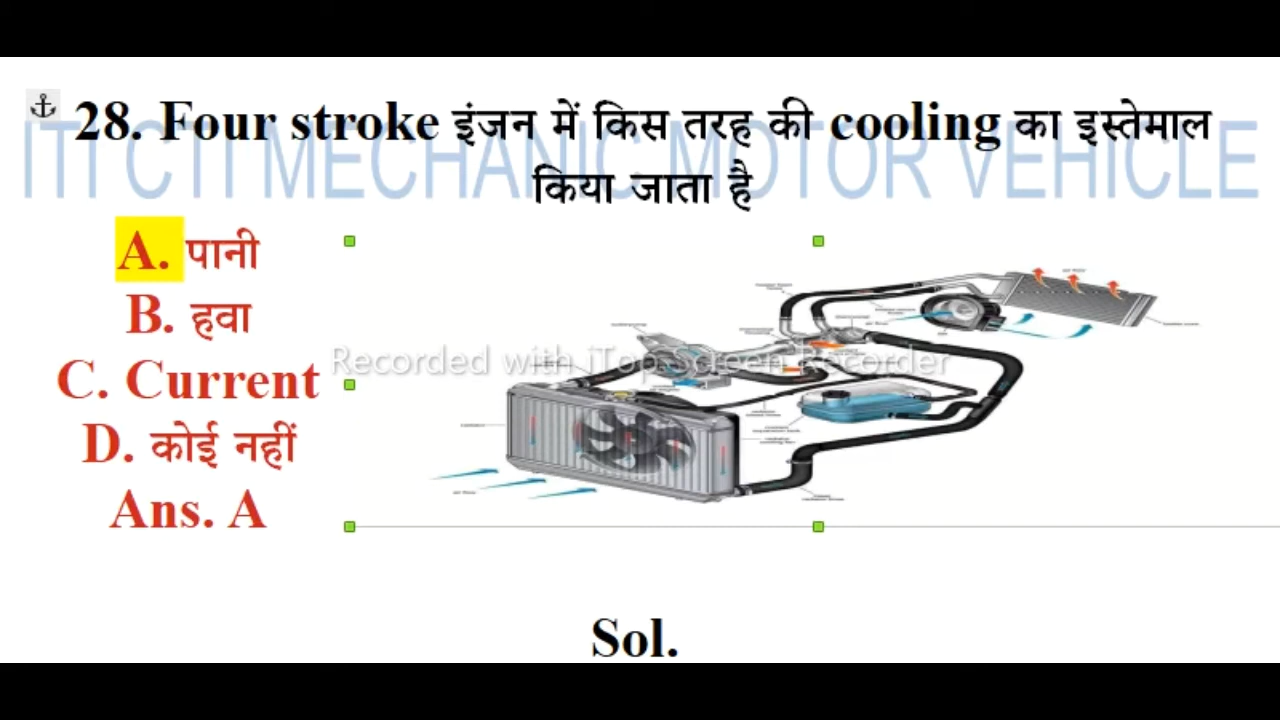 28. Four stroke इंजन में किस तरह की cooling का इस्तेमाल
किया जाता है
ITI CTI MECHANIC MOTOR VEHICLE
A. पानी
B. हवा
C. Current
D. कोई नहीं
Ans. A
Recorded with iTop Screen Recorder
Sol.